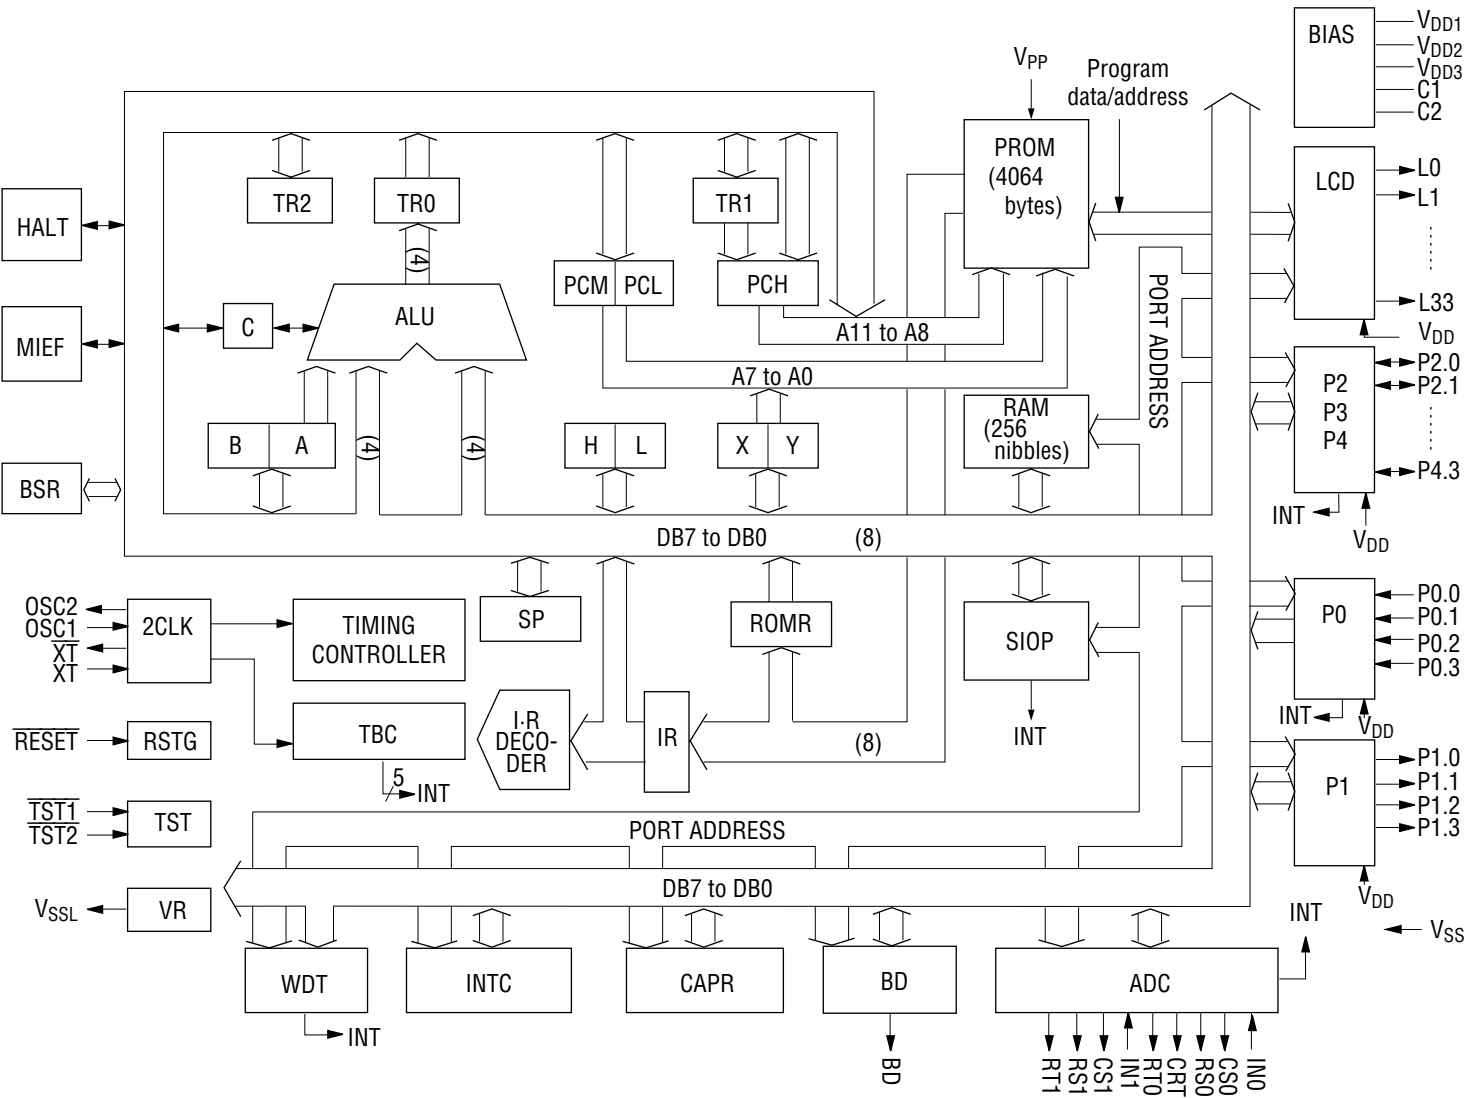 BIAS
VDD1
VDD2
VDD3
C1
C2
VPP
Program
data/address
PROM
(4064
bytes)
LCD
L0
L1
L33
VDD
HALT
TR2
TR0
TR1
(4)
PCM
PCL
PCH
PORT ADDRESS
MIEF
C
ALU
A11 to A8
A7 to A0
P2
P3
P4
P2.0
P2.1
P4.3
INT
VDD
BSR
B
A
(4)
(4)
H
L
X
Y
RAM
(256
nibbles)
DB7 to DB0
(8)
OSC2
OSC1
XT
XT
2CLK
TIMING
CONTROLLER
SP
ROMR
SIOP
INT
P0
P0.0
P0.1
P0.2
P0.3
INT
VDD
RESET
RSTG
TBC
5
INT
I·R
DECO-
DER
IR
(8)
P1
P1.0
P1.1
P1.2
P1.3
VDD
TST1
TST2
TST
PORT ADDRESS
VSSL
VR
DB7 to DB0
INT
VSS
WDT
INT
INTC
CAPR
BD
BD
ADC
RT1
RS1
CS1
IN1
RT0
CRT
RS0
CS0
IN0